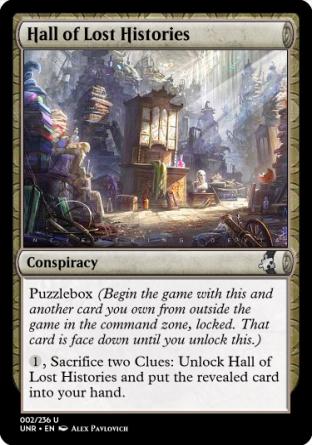 Hall of Lost Histories
Conspiracy
Puzzlebox (Begin the game with this and
another card you own from outside the
game in the command zone, locked. That
card is face down until you unlock this.)
1, Sacrifice two Clues: Unlock Hall of
Lost Histories and put the revealed card
into your hand.
002/236 U
UNR • EN Alex Pavlovich